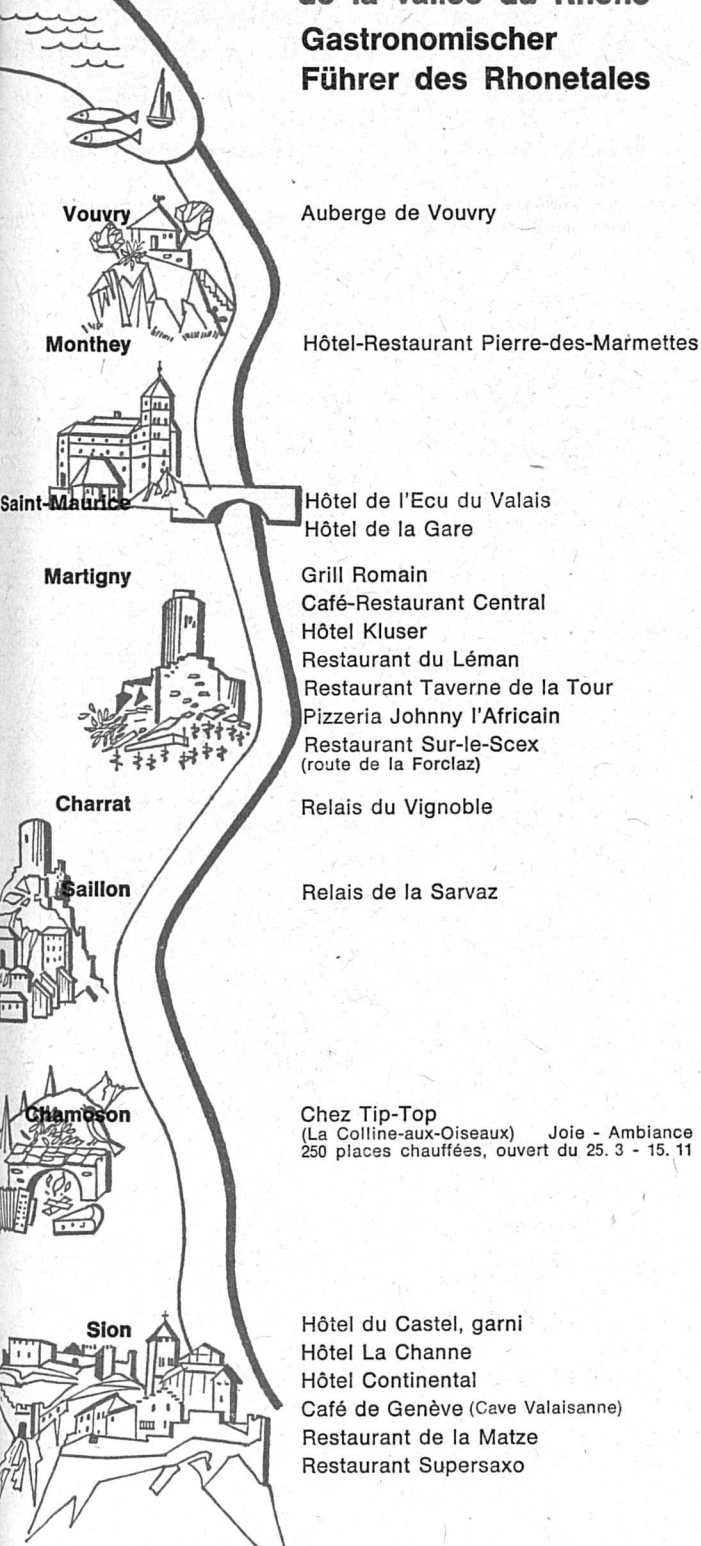 de la vallée du Rhône
Gastronomischer
Führer des Rhonetales
Vouvry
Auberge de Vouvry
Monthey
Hôtel-Restaurant Pierre-des-Marmettes
Saint-Maurice
Hôtel de l'Ecu du Valais
Hôtel de la Gare
Martigny
Grill Romain
Café-Restaurant Central
Hôtel Kluser
Restaurant du Léman
Restaurant Taverne de la Tour
Pizzeria Johnny l'Africain
Restaurant Sur-le-Scex
(route de la Forclaz)
Charrat
Relais du Vignoble
Saillon
Relais de la Sarvaz
Chamoson
Chez Tip-Top
(La Colline-aux-Oiseaux) Joie - Ambiance
250 places chauffées, ouvert du 25. 3 - 15. 11
Sion
Hôtel du Castel, garni
Hôtel La Channe
Hôtel Continental
Café de Genève (Cave Valaisanne)
Restaurant de la Matze
Restaurant Supersaxo